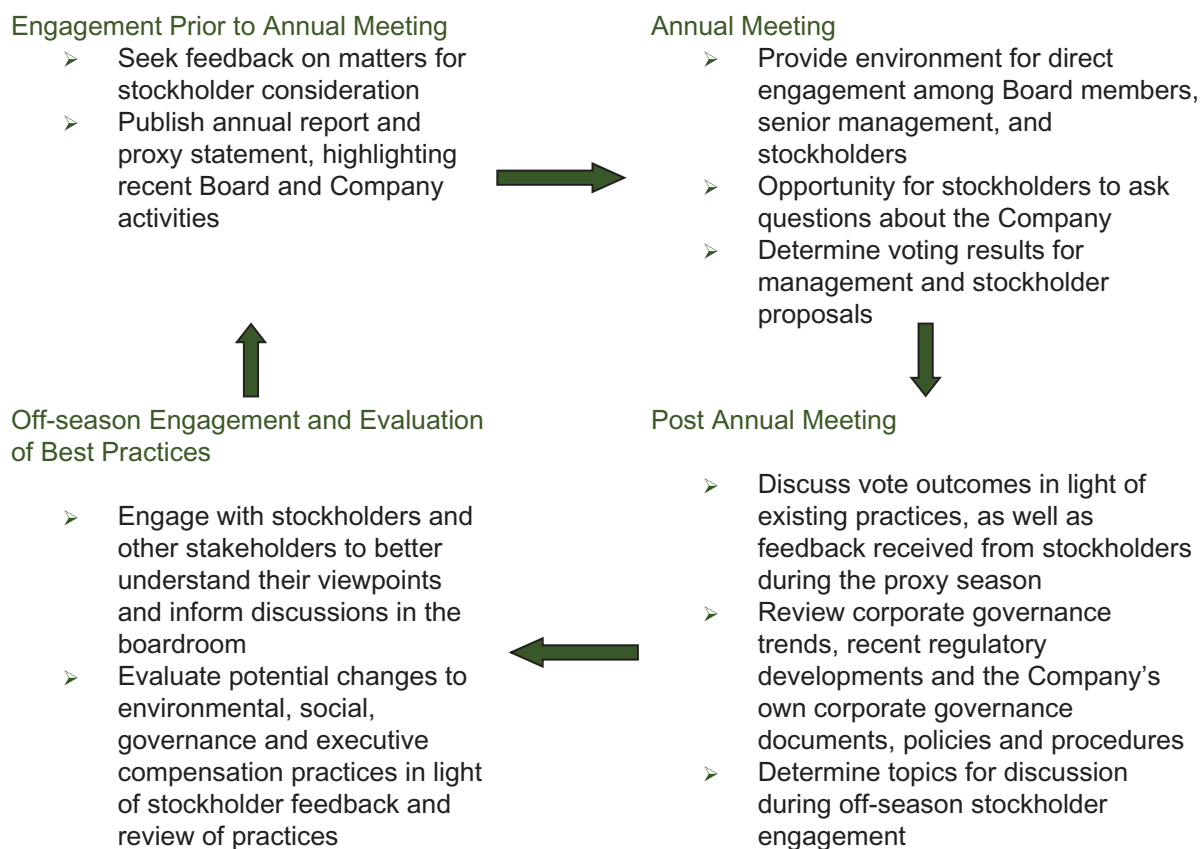 Engagement Prior to Annual Meeting
➢ Seek feedback on matters for
stockholder consideration
➢ Publish annual report and
proxy statement, highlighting
recent Board and Company
activities
Annual Meeting
➢ Provide environment for direct
engagement among Board members,
senior management, and
stockholders
➢ Opportunity for stockholders to ask
questions about the Company
➢ Determine voting results for
management and stockholder
proposals
Off-season Engagement and Evaluation
of Best Practices
➢ Engage with stockholders and
other stakeholders to better
understand their viewpoints
and inform discussions in the
boardroom
➢ Evaluate potential changes to
environmental, social,
governance and executive
compensation practices in light
of stockholder feedback and
review of practices
Post Annual Meeting
➢ Discuss vote outcomes in light of
existing practices, as well as
feedback received from stockholders
during the proxy season
➢ Review corporate governance
trends, recent regulatory
developments and the Company’s
own corporate governance
documents, policies and procedures
➢ Determine topics for discussion
during off-season stockholder
engagement